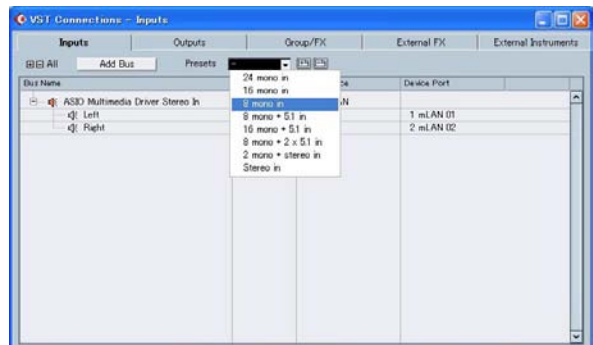 VST Connections - Inputs
Inputs Outputs Group/FX External FX External Instruments
All Add Bus Presets -
Bus Name Device Port
24 mono in
16 mono in
8 mono in
8 mono + 5.1 in
16 mono + 5.1 in
8 mono + 2 x 5.1 in
2 mono + stereo in
Stereo in
ASIO Multimedia Driver Stereo In
Left 1 mLAN 01
Right 2 mLAN 02